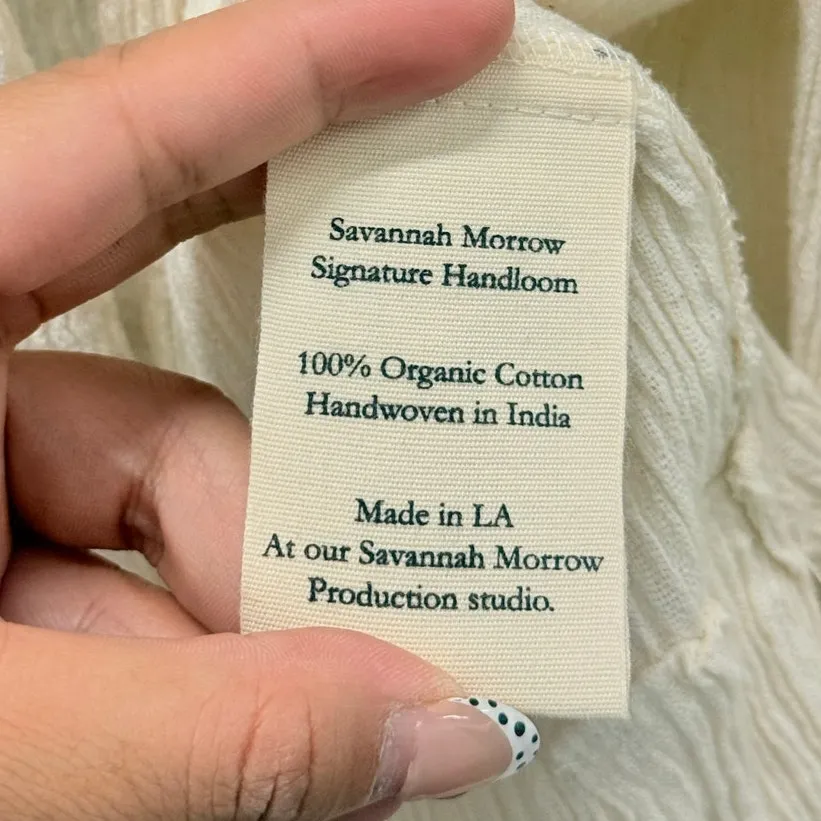 Savannah Morrow
Signature Handloom
100% Organic Cotton
Handwoven in India
Made in LA
At our Savannah Morrow
Production studio.